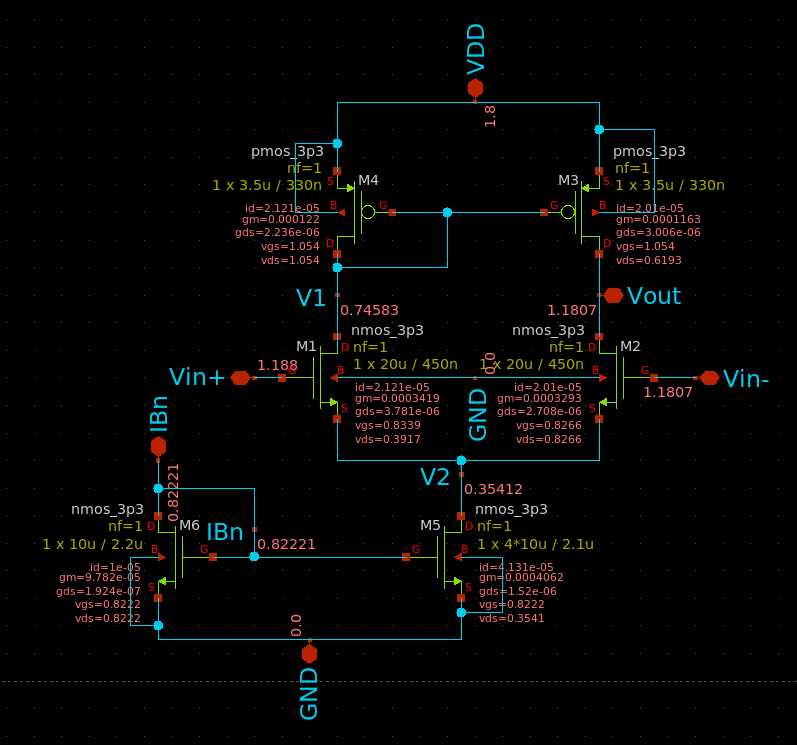 VDD
1.8
pmos_3p3
nf=1
1 x 3.5u / 330n
M4
S
B
G
D
id=2.121e-05
gm=0.000122
gds=2.236e-06
vgs=1.054
vds=1.054
pmos_3p3
nf=1
1 x 3.5u / 330n
M3
S
B
G
D
id=2.01e-05
gm=0.0001163
gds=3.006e-06
vgs=1.054
vds=0.6193
V1
0.74583
1.1807
Vout
nmos_3p3
nf=1
1 x 20u / 450n
M1
D
B
G
S
id=2.121e-05
gm=0.0003419
gds=3.781e-06
vgs=0.8339
vds=0.3917
Vin+
1.188
0.0
GND
nmos_3p3
nf=1
1 x 20u / 450n
M2
D
B
G
S
id=2.01e-05
gm=0.0003293
gds=2.708e-06
vgs=0.8266
vds=0.8266
Vin-
1.1807
V2
0.35412
IBn
0.82221
nmos_3p3
nf=1
1 x 10u / 2.2u
M6
D
B
G
S
id=1e-05
gm=9.782e-05
gds=1.924e-07
vgs=0.8222
vds=0.8222
IBn
0.82221
nmos_3p3
nf=1
1 x 4*10u / 2.1u
M5
D
B
G
S
id=4.131e-05
gm=0.0004062
gds=1.52e-06
vgs=0.8222
vds=0.3541
0.0
GND